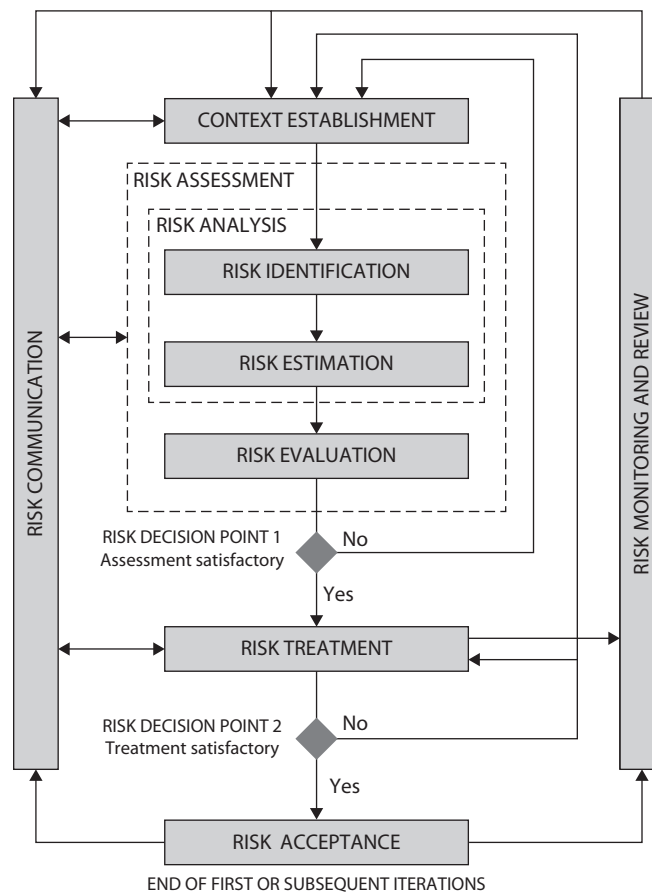 CONTEXT ESTABLISHMENT
RISK ASSESSMENT
RISK ANALYSIS
RISK IDENTIFICATION
RISK ESTIMATION
RISK EVALUATION
RISK COMMUNICATION
RISK MONITORING AND REVIEW
RISK DECISION POINT 1
Assessment satisfactory
No
Yes
RISK TREATMENT
RISK DECISION POINT 2
Treatment satisfactory
No
Yes
RISK ACCEPTANCE
END OF FIRST OR SUBSEQUENT ITERATIONS